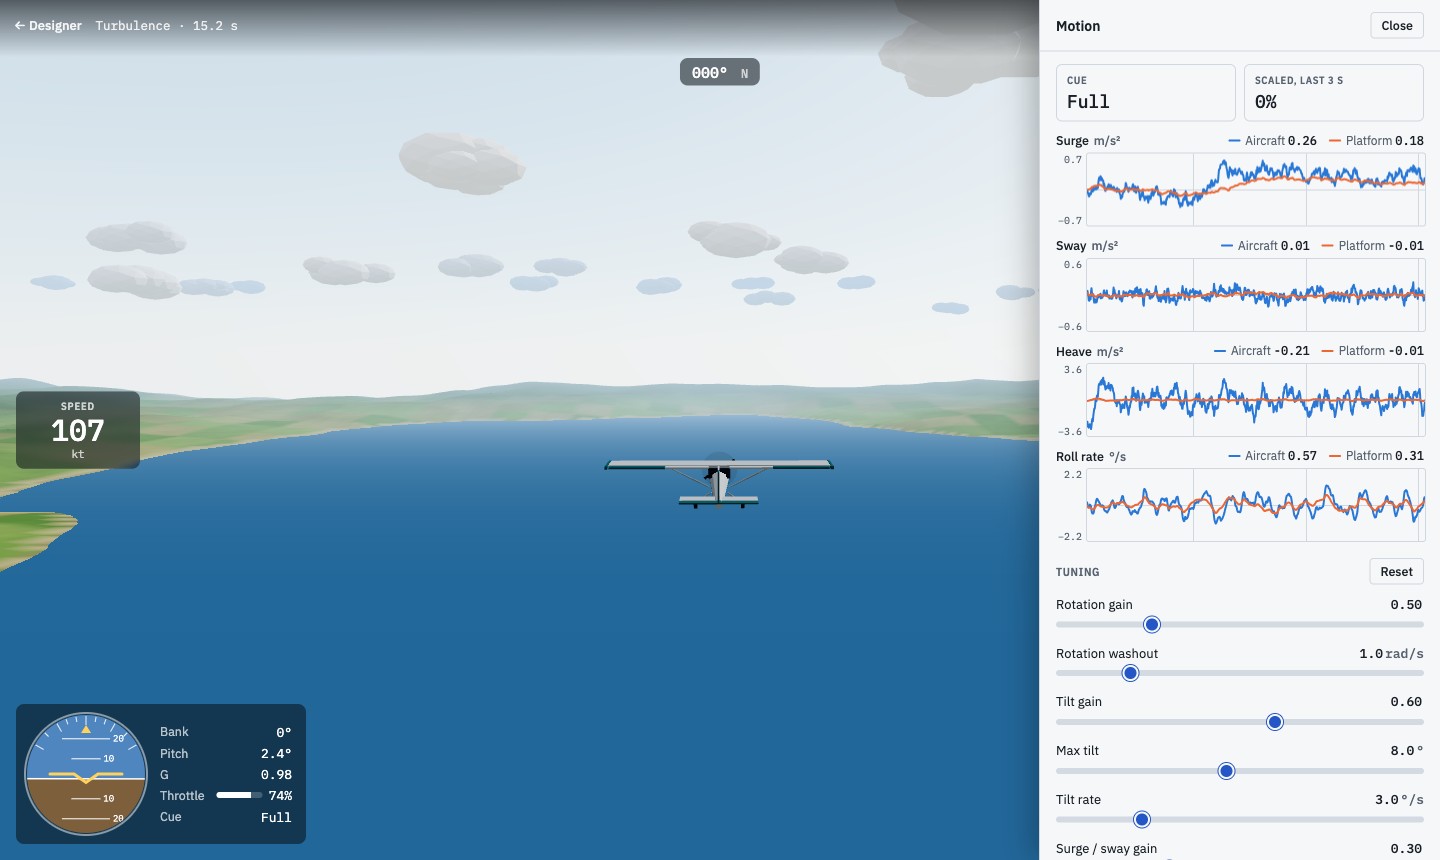 ← Designer Turbulence · 15.2 s
000° N
SPEED
107
kt
20
10
10
20
Bank 0°
Pitch 2.4°
G 0.98
Throttle 74%
Cue Full
Motion Close
CUE
Full
SCALED, LAST 3 S
0%
Surge m/s² Aircraft 0.26 Platform 0.18
0.7
−0.7
Sway m/s² Aircraft 0.01 Platform -0.01
0.6
−0.6
Heave m/s² Aircraft -0.21 Platform -0.01
3.6
−3.6
Roll rate °/s Aircraft 0.57 Platform 0.31
2.2
−2.2
TUNING Reset
Rotation gain 0.50
Rotation washout 1.0 rad/s
Tilt gain 0.60
Max tilt 8.0 °
Tilt rate 3.0 °/s
Surge / sway gain 0.30